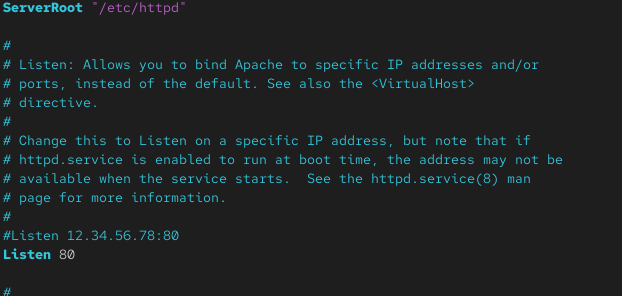 ServerRoot "/etc/httpd"
#
# Listen: Allows you to bind Apache to specific IP addresses and/or
# ports, instead of the default. See also the <VirtualHost>
# directive.
#
# Change this to Listen on a specific IP address, but note that if
# httpd.service is enabled to run at boot time, the address may not be
# available when the service starts.  See the httpd.service(8) man
# page for more information.
#
#Listen 12.34.56.78:80
Listen 80
#